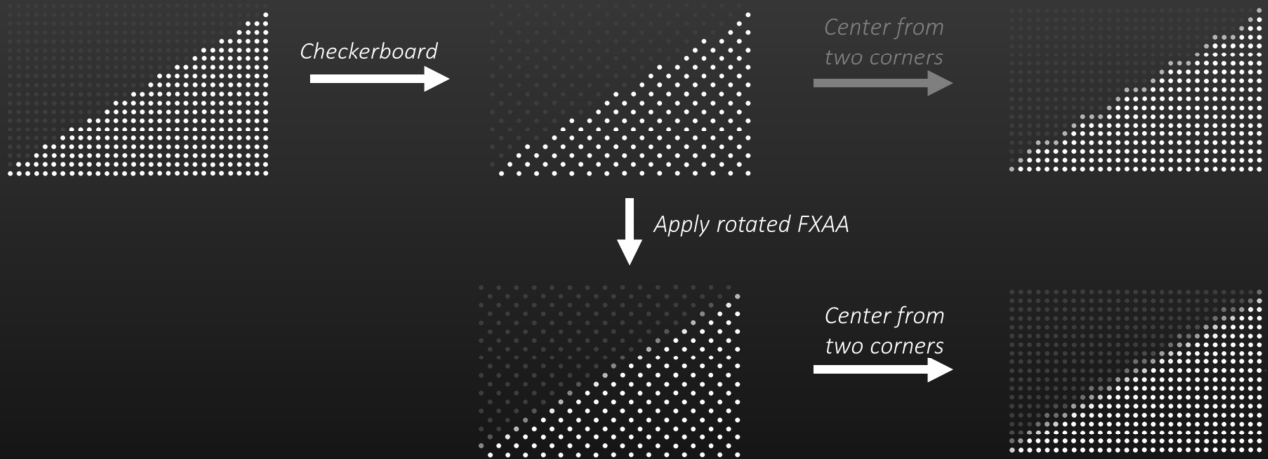 Checkerboard
Center from
two corners
Apply rotated FXAA
Center from
two corners